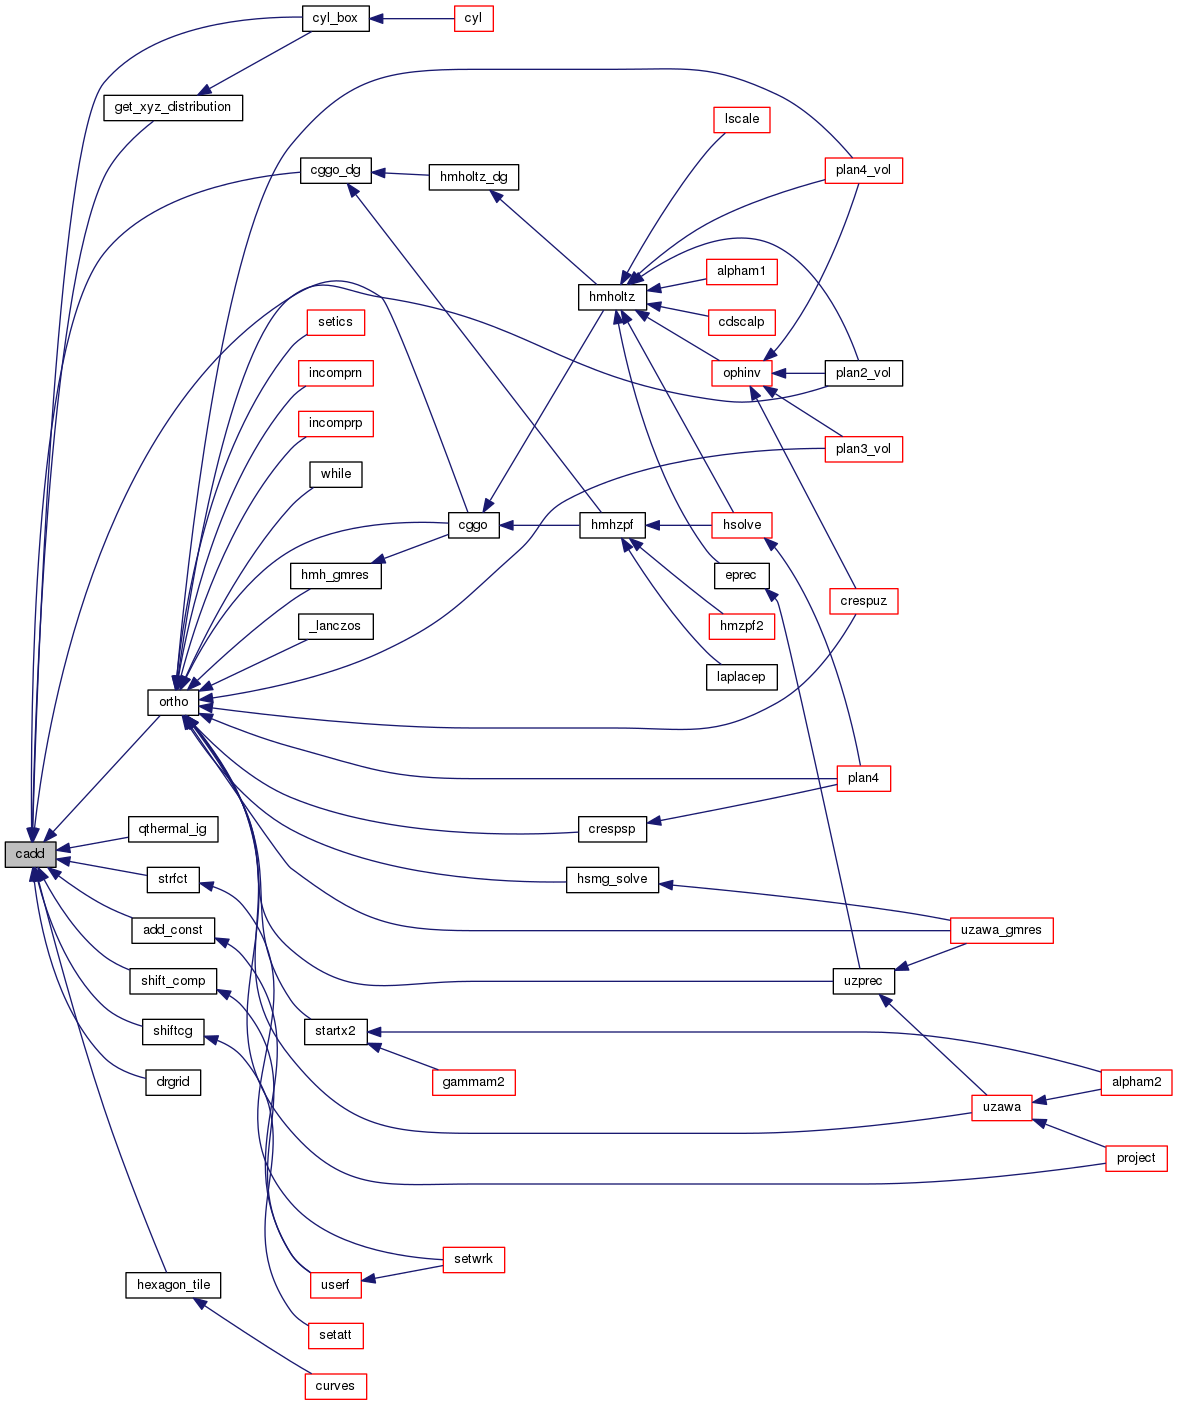 cyl_box
cyl
get_xyz_distribution
lscale
cggo_dg
hmholtz_dg
plan4_vol
alpham1
hmholtz
setics
cdscalp
incomprn
ophinv
plan2_vol
incomprp
plan3_vol
while
cggo
hmhzpf
hsolve
hmh_gmres
eprec
crespuz
_lanczos
hmzpf2
laplacep
ortho
plan4
qthermal_ig
crespsp
cadd
strfct
hsmg_solve
add_const
uzawa_gmres
shift_comp
uzprec
shiftcg
startx2
drgrid
gammam2
alpham2
uzawa
project
setwrk
hexagon_tile
userf
setatt
curves